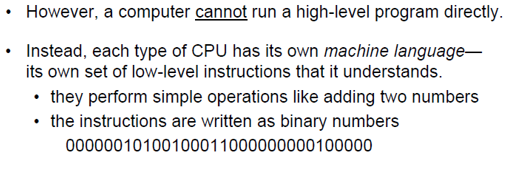 • However, a computer cannot run a high-level program directly.
• Instead, each type of CPU has its own machine language—
its own set of low-level instructions that it understands.
• they perform simple operations like adding two numbers
• the instructions are written as binary numbers
00000010100100011000000000100000